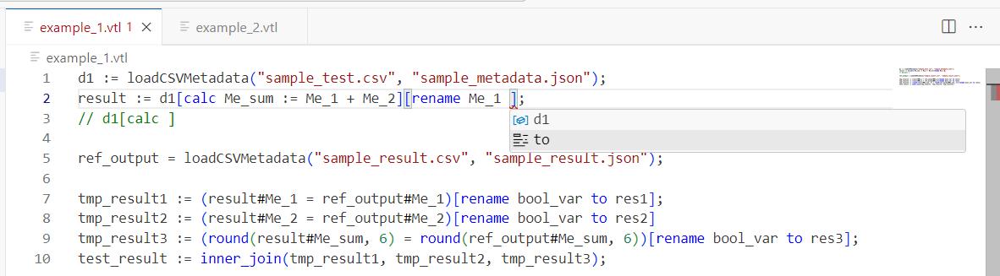 example_1.vtl 1 × example_2.vtl
example_1.vtl
1 d1 := loadCSVMetadata("sample_test.csv", "sample_metadata.json");
2 result := d1[calc Me_sum := Me_1 + Me_2][rename Me_1 ];
3 // d1[calc ]
d1
4
to
5 ref_output = loadCSVMetadata("sample_result.csv", "sample_result.json");
6
7 tmp_result1 := (result#Me_1 = ref_output#Me_1)[rename bool_var to res1];
8 tmp_result2 := (result#Me_2 = ref_output#Me_2)[rename bool_var to res2]
9 tmp_result3 := (round(result#Me_sum, 6) = round(ref_output#Me_sum, 6))[rename bool_var to res3];
10 test_result := inner_join(tmp_result1, tmp_result2, tmp_result3);